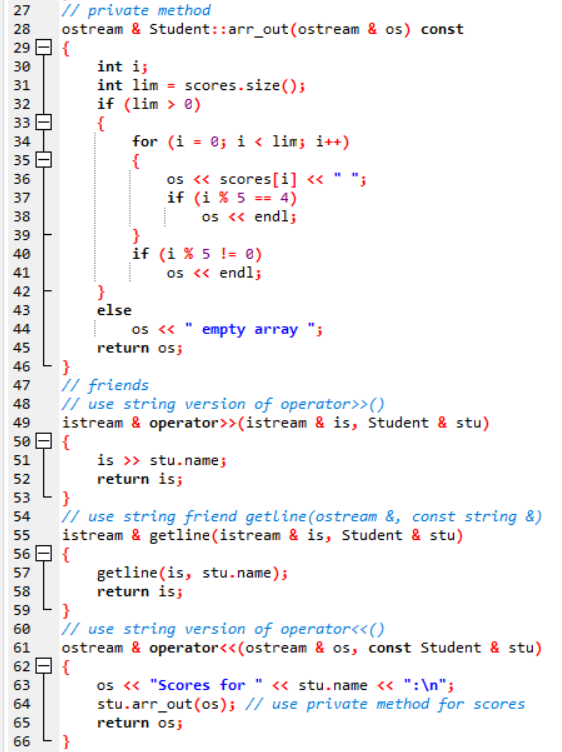 27 // private method
28 ostream & Student::arr_out(ostream & os) const
29 {
30     int i;
31     int lim = scores.size();
32     if (lim > 0)
33     {
34         for (i = 0; i < lim; i++)
35         {
36             os << scores[i] << " ";
37             if (i % 5 == 4)
38                 os << endl;
39         }
40         if (i % 5 != 0)
41             os << endl;
42     }
43     else
44         os << " empty array ";
45     return os;
46 }
47 // friends
48 // use string version of operator>>()
49 istream & operator>>(istream & is, Student & stu)
50 {
51     is >> stu.name;
52     return is;
53 }
54 // use string friend getline(ostream &, const string &)
55 istream & getline(istream & is, Student & stu)
56 {
57     getline(is, stu.name);
58     return is;
59 }
60 // use string version of operator<<()
61 ostream & operator<<(ostream & os, const Student & stu)
62 {
63     os << "Scores for " << stu.name << ":\n";
64     stu.arr_out(os); // use private method for scores
65     return os;
66 }